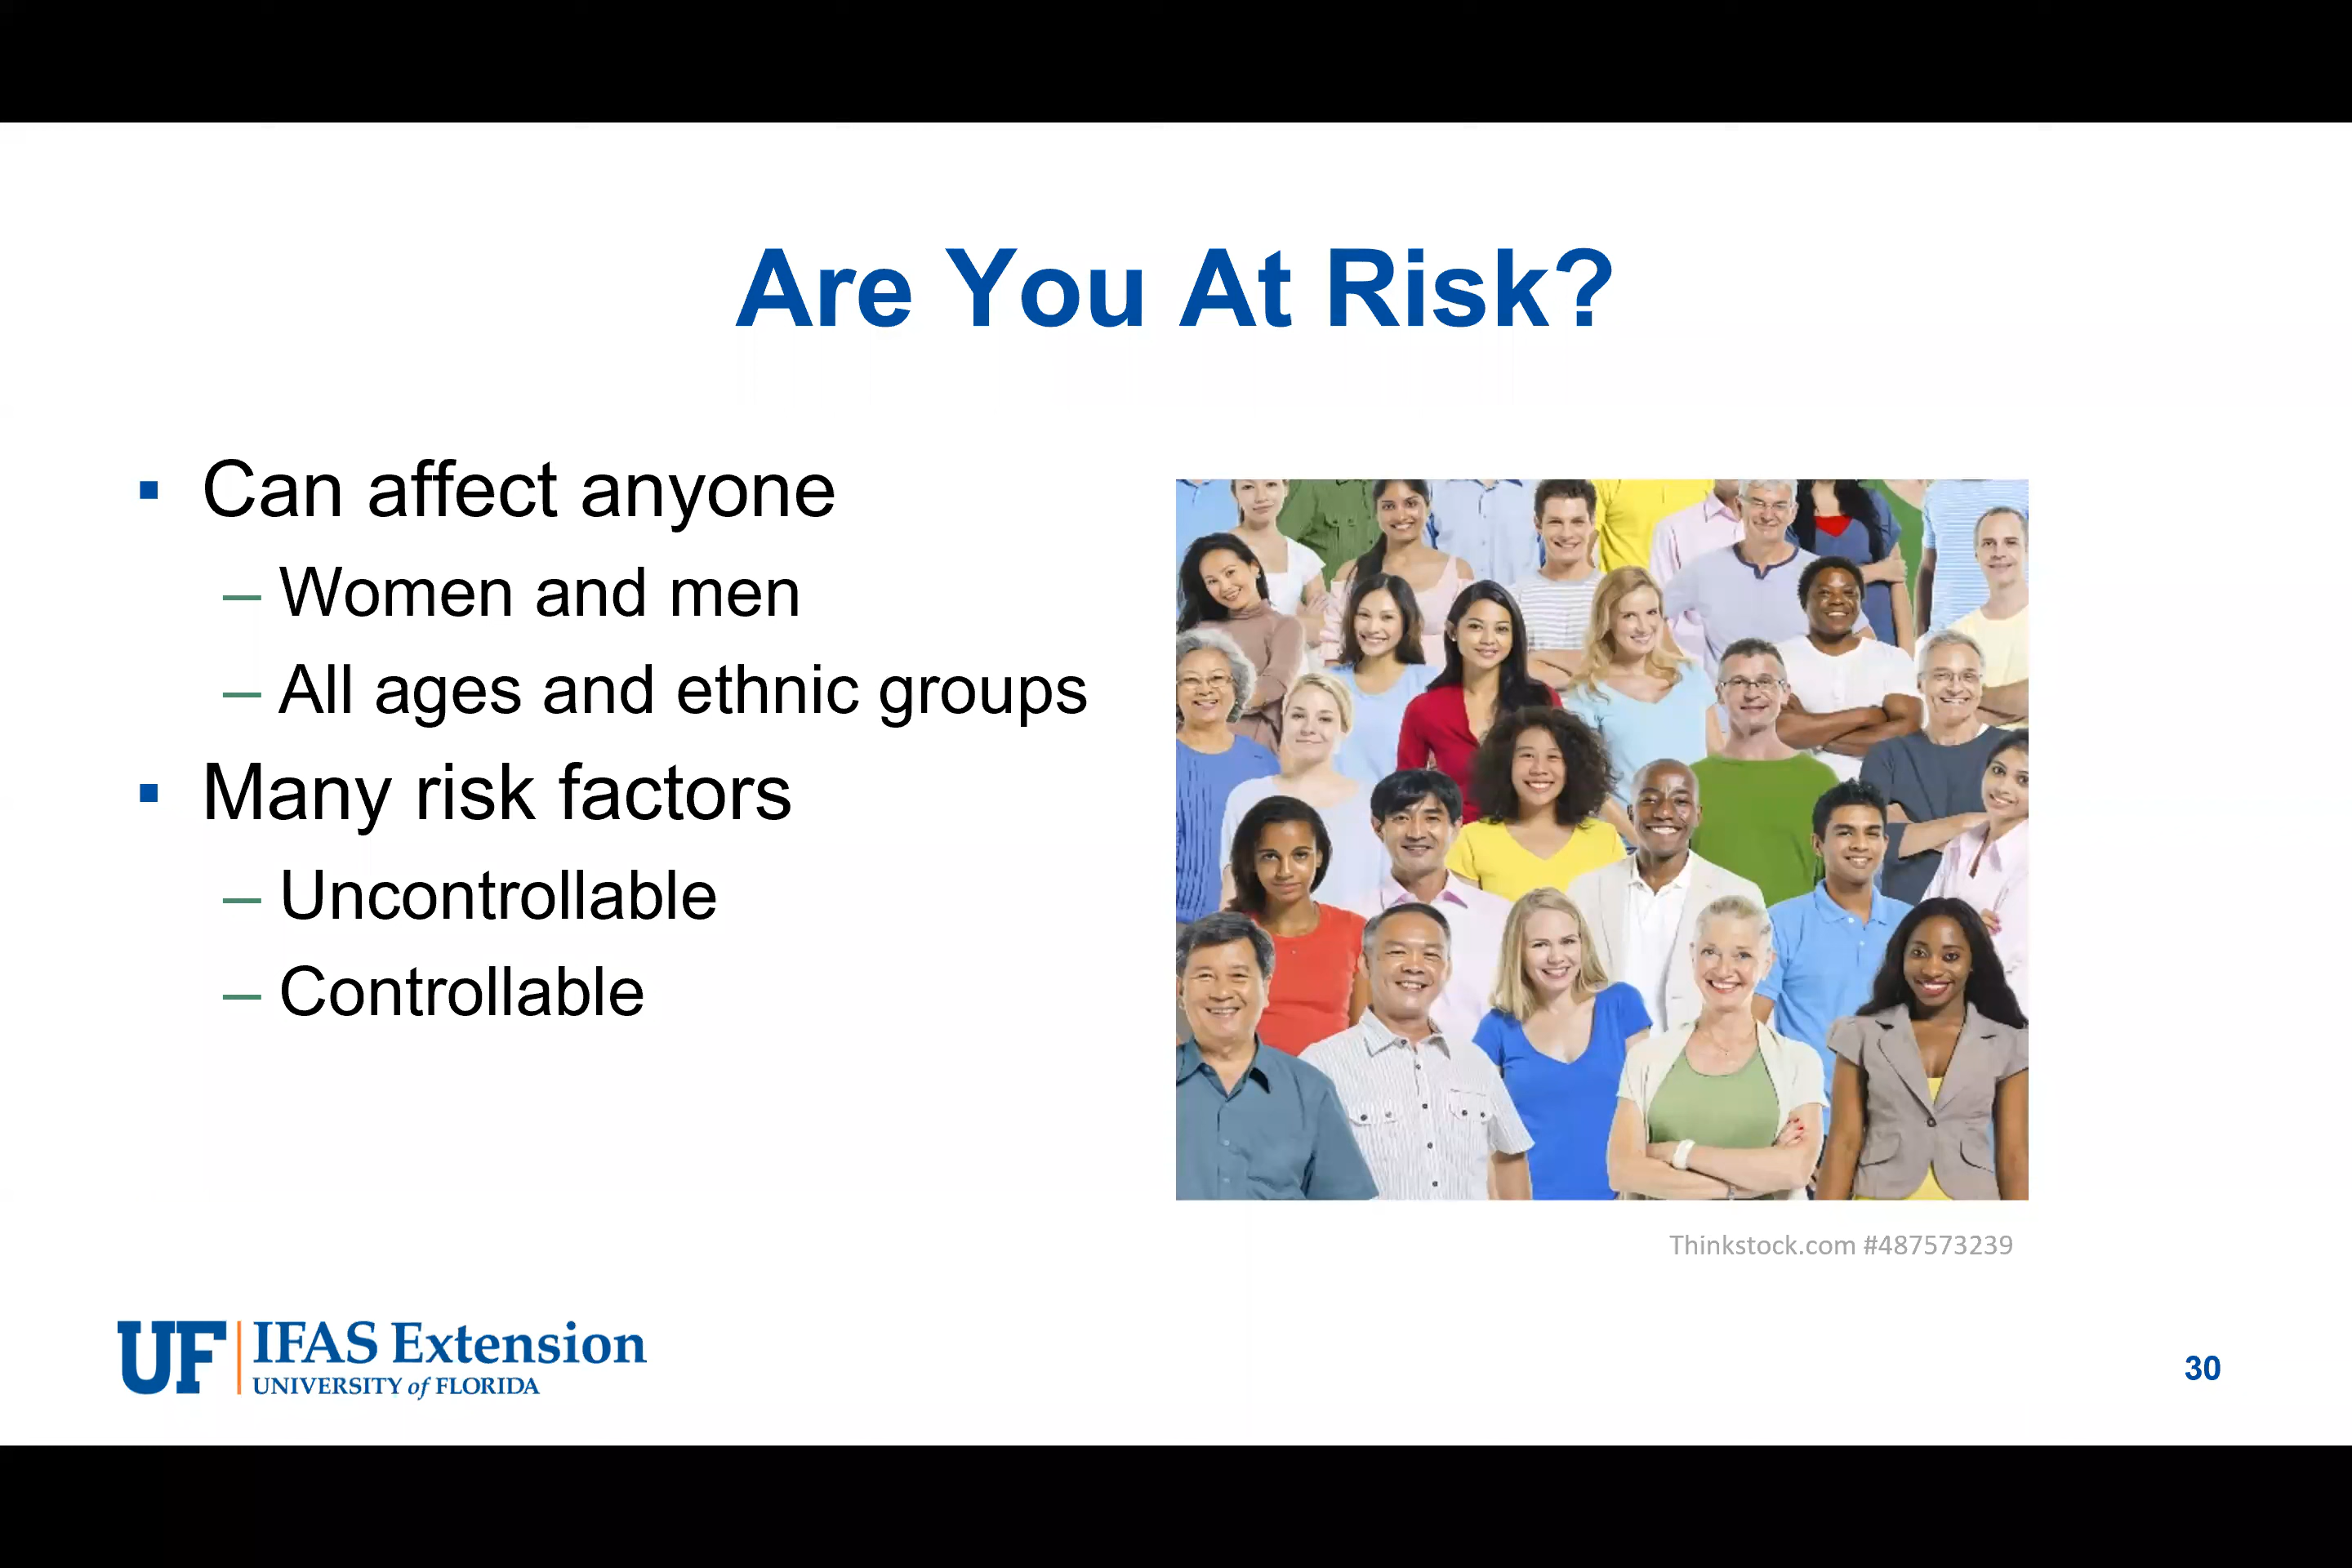 Are You At Risk?
▪ Can affect anyone
– Women and men
– All ages and ethnic groups
▪ Many risk factors
– Uncontrollable
– Controllable
Thinkstock.com #487573239
UF IFAS Extension
UNIVERSITY of FLORIDA
30